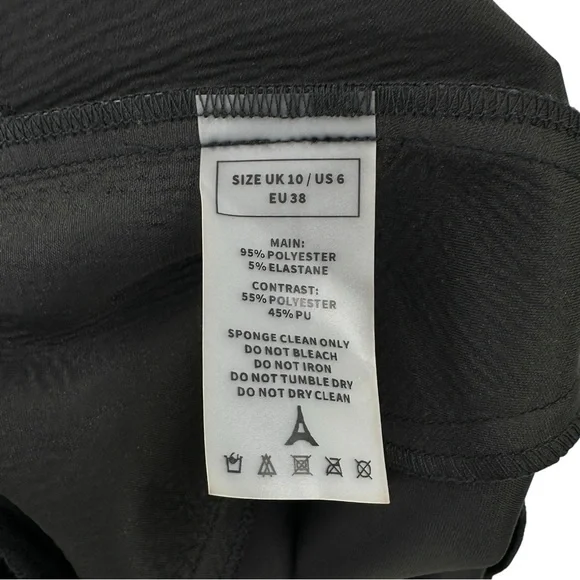 SIZE UK 10 / US 6
EU 38
MAIN:
95% POLYESTER
5% ELASTANE
CONTRAST:
55% POLYESTER
45% PU
SPONGE CLEAN ONLY
DO NOT BLEACH
DO NOT IRON
DO NOT TUMBLE DRY
DO NOT DRY CLEAN